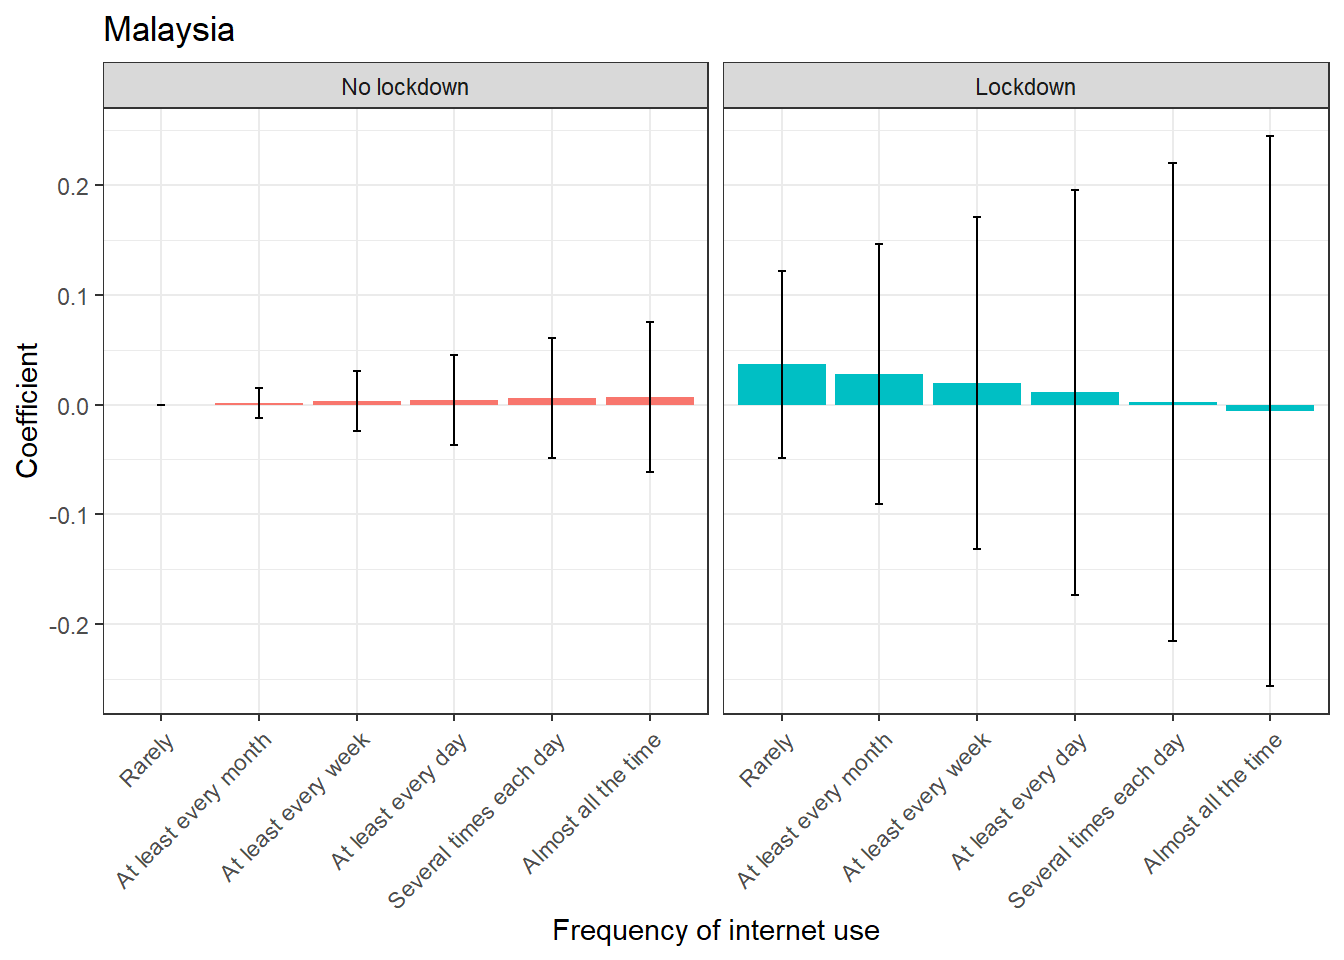 Malaysia
No lockdown
Lockdown
Coefficient
0.2
0.1
0.0
-0.1
-0.2
Rarely
At least every month
At least every week
At least every day
Several times each day
Almost all the time
Rarely
At least every month
At least every week
At least every day
Several times each day
Almost all the time
Frequency of internet use